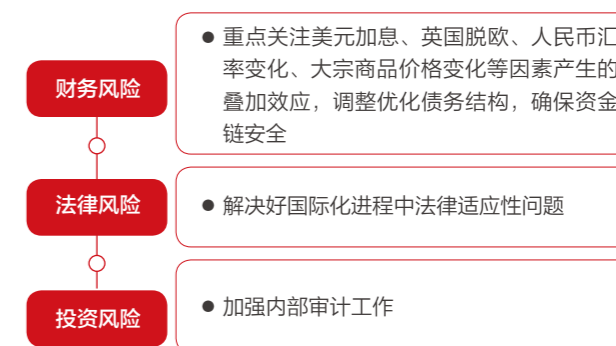 财务风险
● 重点关注美元加息、英国脱欧、人民币汇
率变化、大宗商品价格变化等因素产生的
叠加效应，调整优化债务结构，确保资金
链安全
法律风险
● 解决好国际化进程中法律适应性问题
投资风险
● 加强内部审计工作